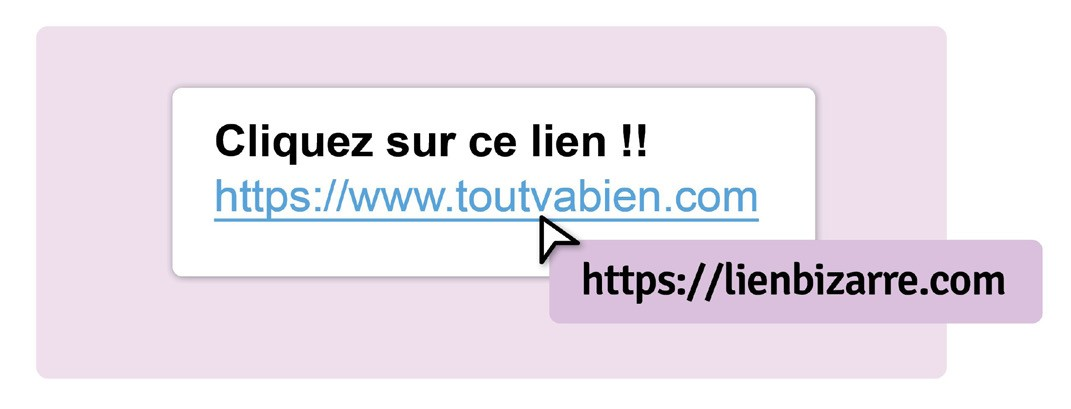 Cliquez sur ce lien !!
https://www.toutvabien.com
https://lienbizarre.com